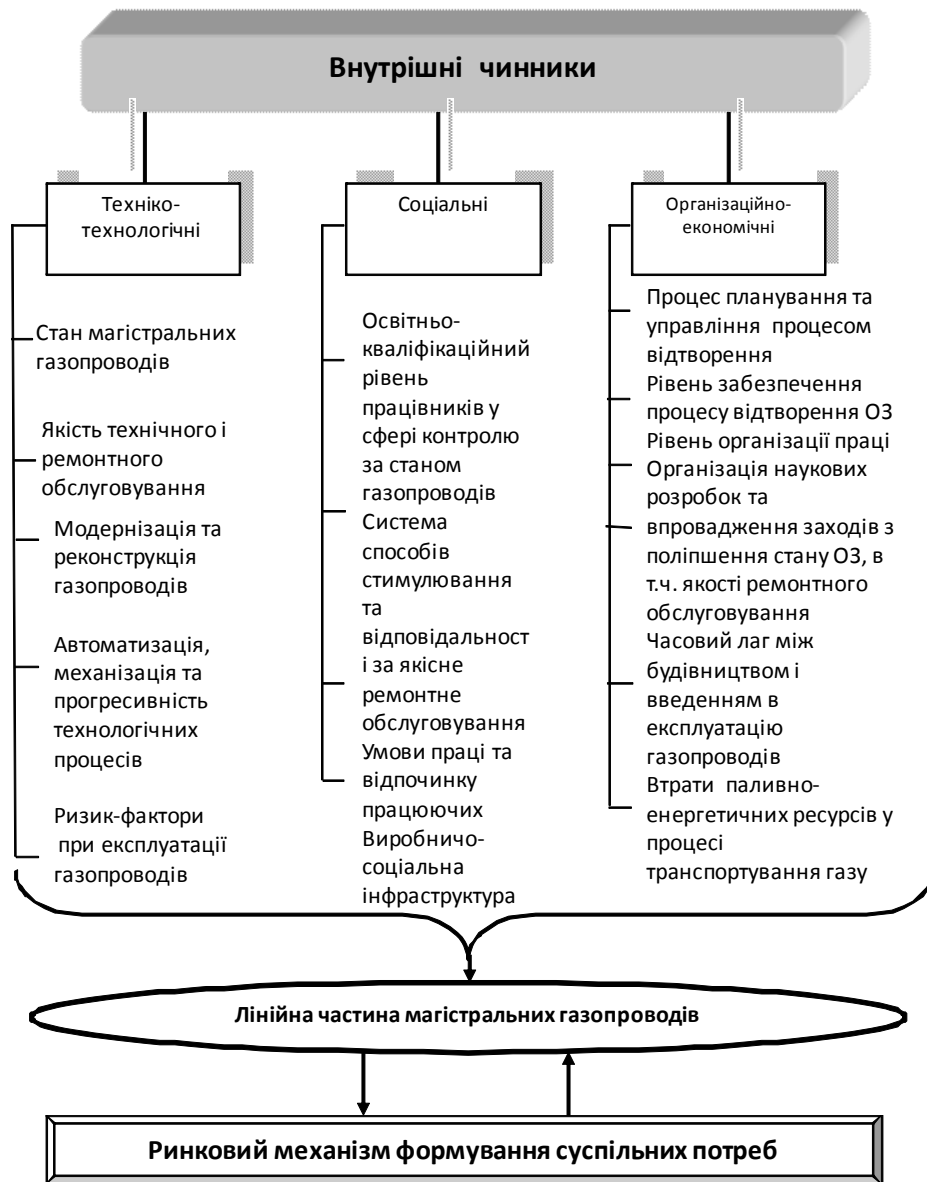 Внутрішні чинники
Техніко-
технологічні
Стан магістральних
газопроводів
Якість технічного і
ремонтного
обслуговування
Модернізація та
реконструкція
газопроводів
Автоматизація,
механізація та
прогресивність
технологічних
процесів
Ризик-фактори
при експлуатації
газопроводів
Соціальні
Освітньо-
кваліфікаційний
рівень
працівників у
сфері контролю
за станом
газопроводів
Система
способів
стимулювання
та
відповідальност
і за якісне
ремонтне
обслуговування
Умови праці та
відпочинку
працюючих
Виробничо-
соціальна
інфраструктура
Організаційно-
економічні
Процес планування та
управління процесом
відтворення
Рівень забезпечення
процесу відтворення ОЗ
Рівень організації праці
Організація наукових
розробок та
впровадження заходів з
поліпшення стану ОЗ, в
т.ч. якості ремонтного
обслуговування
Часовий лаг між
будівництвом і
введенням в
експлуатацію
газопроводів
Втрати паливно-
енергетичних ресурсів у
процесі
транспортування газу
Лінійна частина магістральних газопроводів
Ринковий механізм формування суспільних потреб